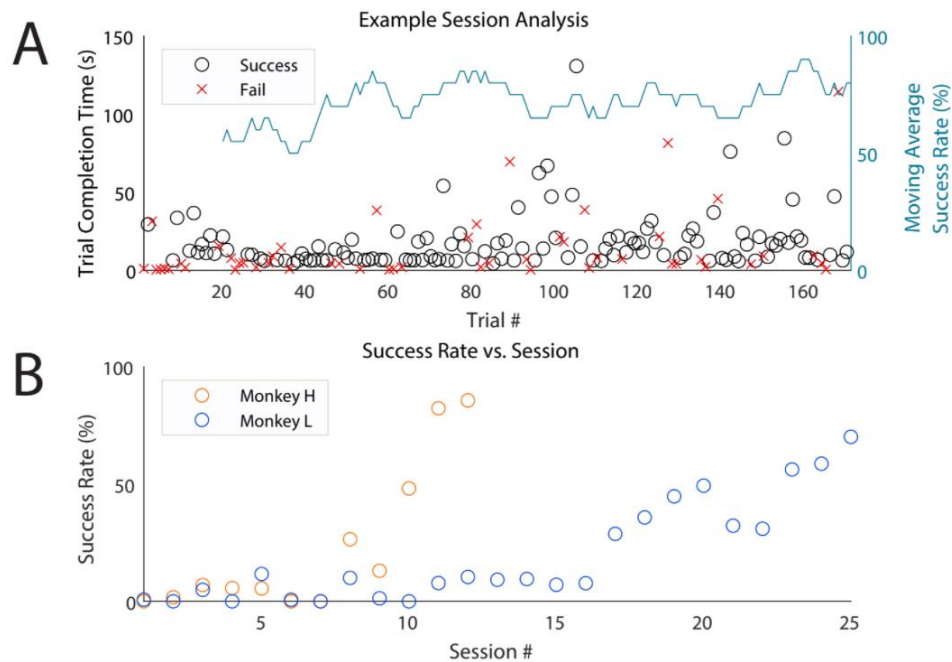 A
Example Session Analysis
Trial Completion Time (s)
150
100
50
0
Success
Fail
100
50
0
Moving Average
Success Rate (%)
20 40 60 80 100 120 140 160
Trial #
B
Success Rate vs. Session
Success Rate (%)
100
50
0
Monkey H
Monkey L
5 10 15 20 25
Session #